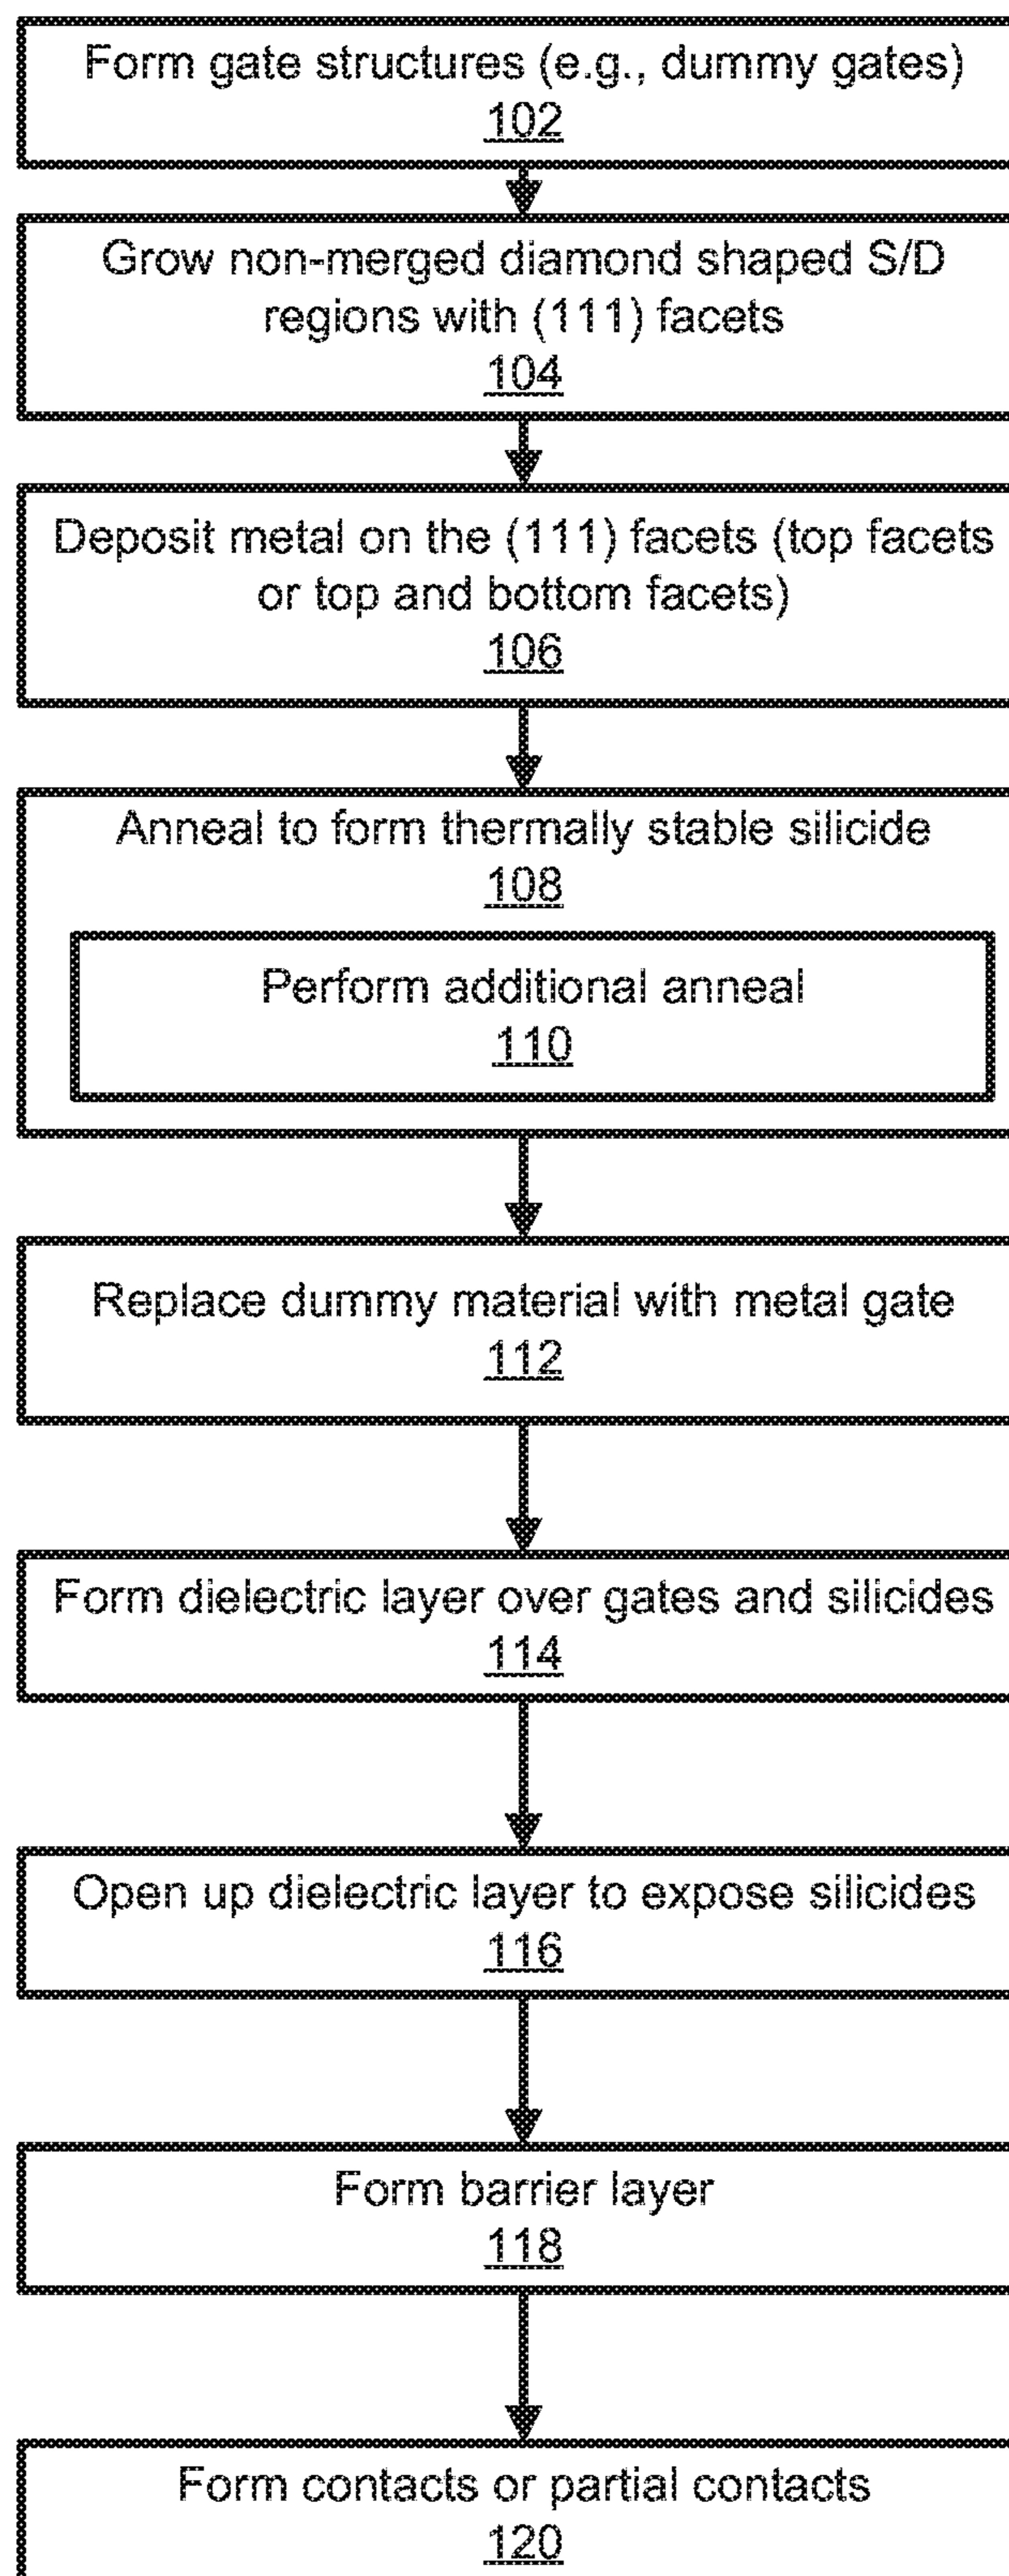 Form gate structures (e.g., dummy gates)
102
Grow non-merged diamond shaped S/D
regions with (111) facets
104
Deposit metal on the (111) facets (top facets
or top and bottom facets)
106
Anneal to form thermally stable silicide
108
Perform additional anneal
110
Replace dummy material with metal gate
112
Form dielectric layer over gates and silicides
114
Open up dielectric layer to expose silicides
116
Form barrier layer
118
Form contacts or partial contacts
120